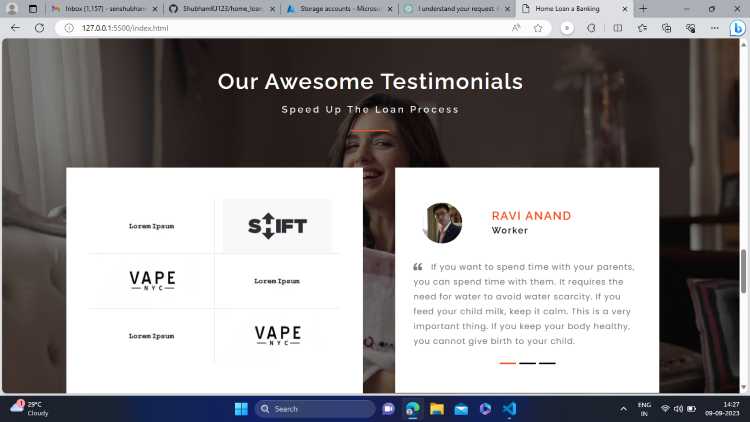 Inbox (1,157) - senshubham
ShubhamKJ123/home_loan_
Storage accounts - Microsof
I understand your request. I
Home Loan a Banking
127.0.0.1:5500/index.html
Our Awesome Testimonials
Speed Up The Loan Process
Lorem Ipsum
SHIFT
VAPE
NYC
Lorem Ipsum
Lorem Ipsum
VAPE
NYC
RAVI ANAND
Worker
If you want to spend time with your parents,
you can spend time with them. It requires the
need for water to avoid water scarcity. If you
feed your child milk, keep it calm. This is a very
important thing. If you keep your body healthy,
you cannot give birth to your child.
1
29°C
Cloudy
Search
ENG
IN
14:27
09-09-2023